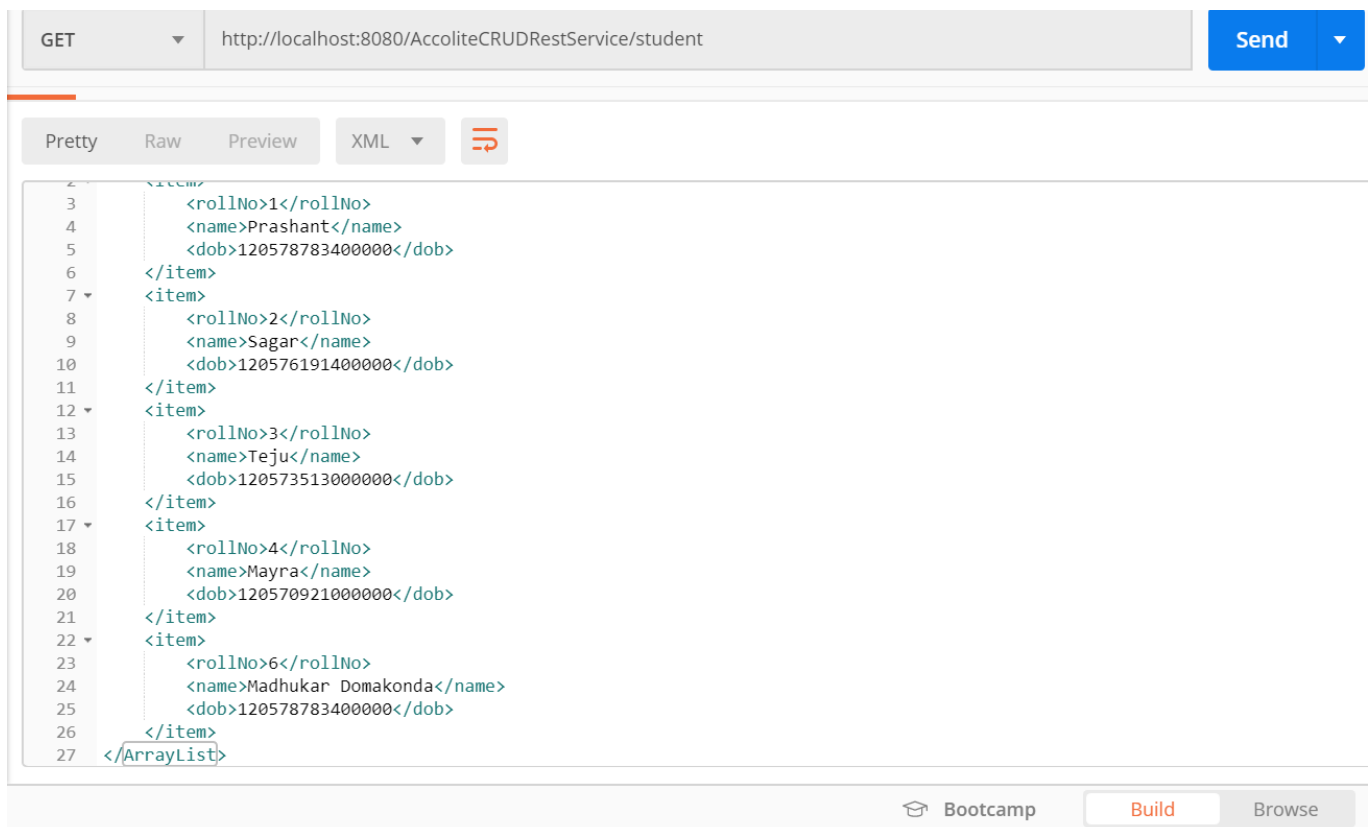 GET http://localhost:8080/AccoliteCRUDRestService/student Send
Pretty Raw Preview XML
2 <item>
3 <rollNo>1</rollNo>
4 <name>Prashant</name>
5 <dob>120578783400000</dob>
6 </item>
7 <item>
8 <rollNo>2</rollNo>
9 <name>Sagar</name>
10 <dob>120576191400000</dob>
11 </item>
12 <item>
13 <rollNo>3</rollNo>
14 <name>Teju</name>
15 <dob>120573513000000</dob>
16 </item>
17 <item>
18 <rollNo>4</rollNo>
19 <name>Mayra</name>
20 <dob>120570921000000</dob>
21 </item>
22 <item>
23 <rollNo>6</rollNo>
24 <name>Madhukar Domakonda</name>
25 <dob>120578783400000</dob>
26 </item>
27 </ArrayList>
Bootcamp Build Browse